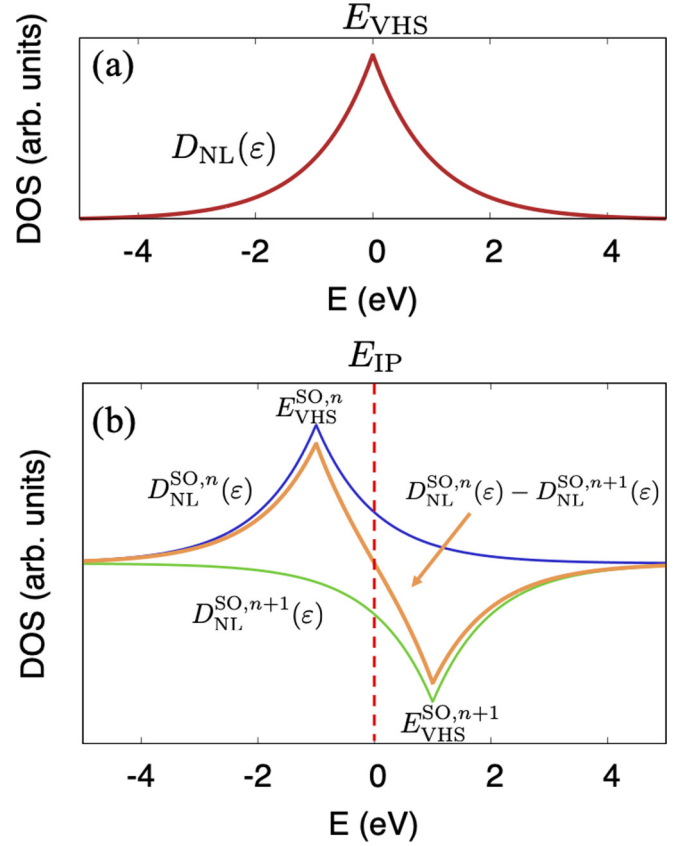 E_VHS
(a)
D_NL(ε)
DOS (arb. units)
-4 -2 0 2 4
E (eV)
E_IP
(b)
E_VHS^SO,n
D_NL^SO,n(ε)
D_NL^SO,n(ε) − D_NL^SO,n+1(ε)
D_NL^SO,n+1(ε)
E_VHS^SO,n+1
DOS (arb. units)
-4 -2 0 2 4
E (eV)